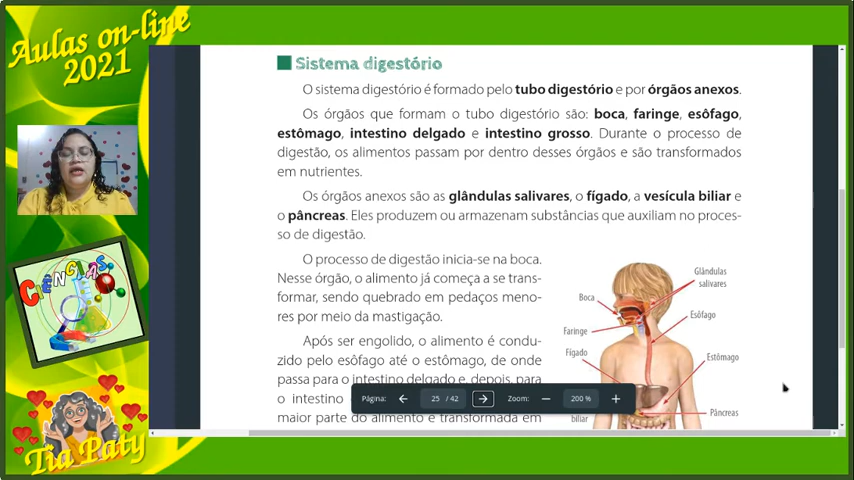 Aulas on-line
2021
CIÊNCIAS
Tia Paty
Sistema digestório
O sistema digestório é formado pelo tubo digestório e por órgãos anexos.
Os órgãos que formam o tubo digestório são: boca, faringe, esôfago,
estômago, intestino delgado e intestino grosso. Durante o processo de
digestão, os alimentos passam por dentro desses órgãos e são transformados
em nutrientes.
Os órgãos anexos são as glândulas salivares, o fígado, a vesícula biliar e
o pâncreas. Eles produzem ou armazenam substâncias que auxiliam no proces-
so de digestão.
O processo de digestão inicia-se na boca.
Nesse órgão, o alimento já começa a se trans-
formar, sendo quebrado em pedaços meno-
res por meio da mastigação.
Após ser engolido, o alimento é condu-
zido pelo esôfago até o estômago, de onde
passa para o intestino delgado e, depois, para
o intestino
maior parte do alimento é transformada em
Glândulas
salivares
Boca
Esôfago
Faringe
Fígado
Estômago
Pâncreas
biliar
Página: 25 / 42 Zoom: 200 %